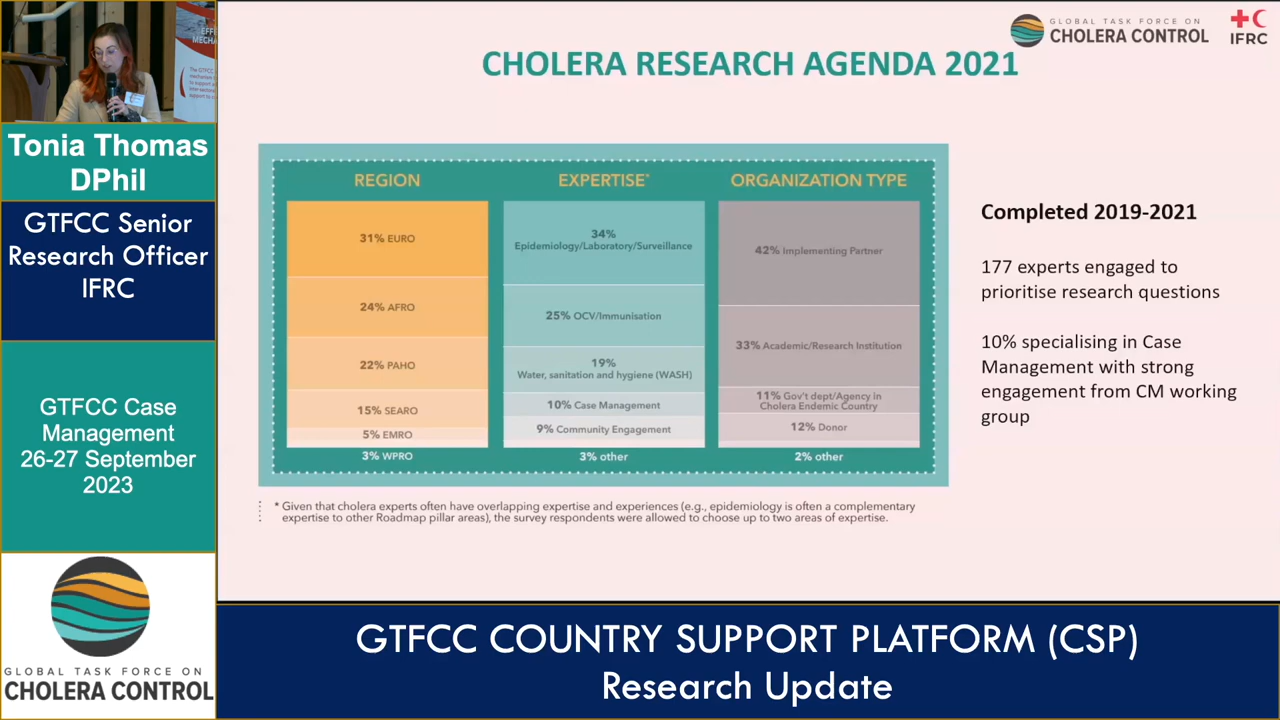 GLOBAL TASK FORCE ON
CHOLERA CONTROL
IFRC
CHOLERA RESEARCH AGENDA 2021
Tonia Thomas
DPhil
GTFCC Senior
Research Officer
IFRC
GTFCC Case
Management
26-27 September
2023
GLOBAL TASK FORCE ON
CHOLERA CONTROL
REGION
31% EURO
24% AFRO
22% PAHO
15% SEARO
5% EMRO
3% WPRO
EXPERTISE*
34%
Epidemiology/Laboratory/Surveillance
25% OCV/Immunisation
19%
Water, sanitation and hygiene (WASH)
10% Case Management
9% Community Engagement
3% other
ORGANIZATION TYPE
42% Implementing Partner
33% Academic/Research Institution
11% Gov't dept/Agency in
Cholera Endemic Country
12% Donor
2% other
* Given that cholera experts often have overlapping expertise and experiences (e.g., epidemiology is often a complementary
expertise to other Roadmap pillar areas), the survey respondents were allowed to choose up to two areas of expertise.
Completed 2019-2021
177 experts engaged to
prioritise research questions
10% specialising in Case
Management with strong
engagement from CM working
group
GTFCC COUNTRY SUPPORT PLATFORM (CSP)
Research Update